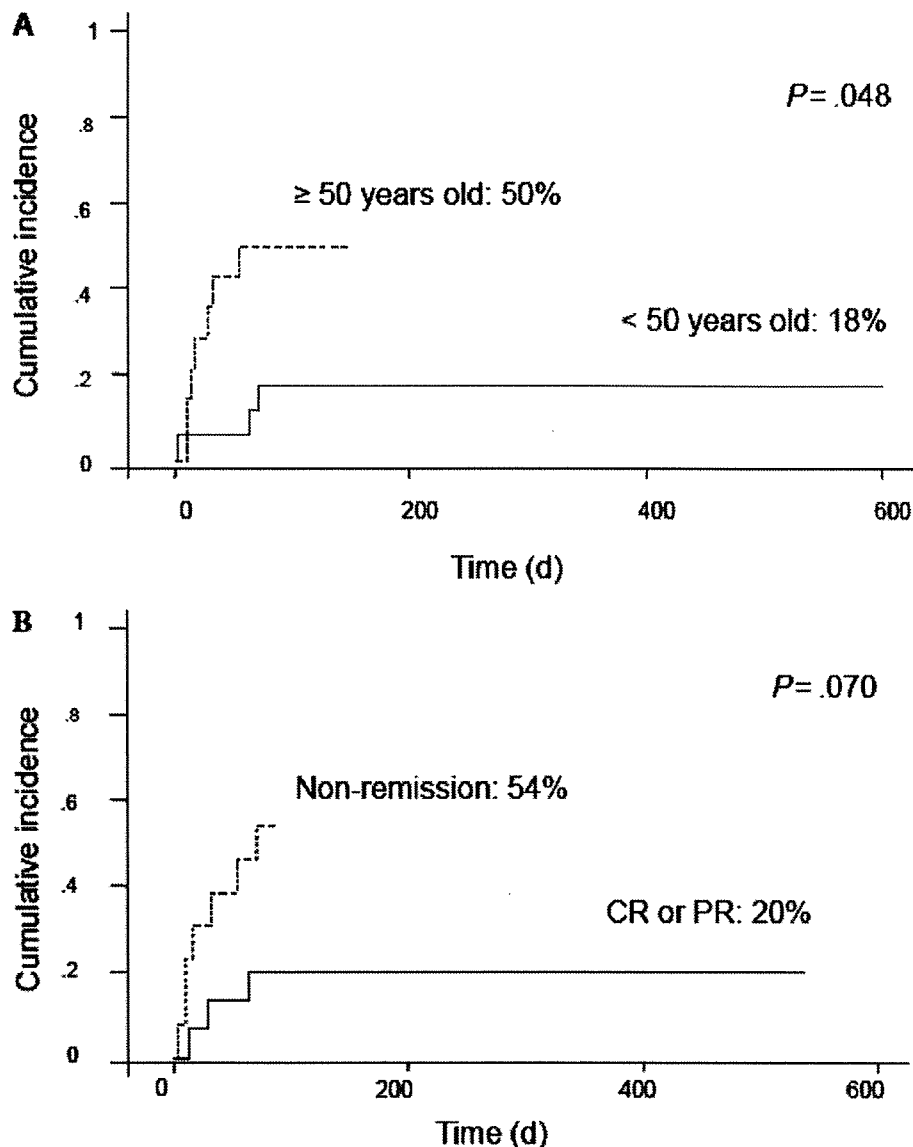 A
1
.8
.6
.4
.2
0
Cumulative incidence
P= .048
≥ 50 years old: 50%
< 50 years old: 18%
0 200 400 600
Time (d)
B
1
.8
.6
.4
.2
0
Cumulative incidence
P= .070
Non-remission: 54%
CR or PR: 20%
0 200 400 600
Time (d)